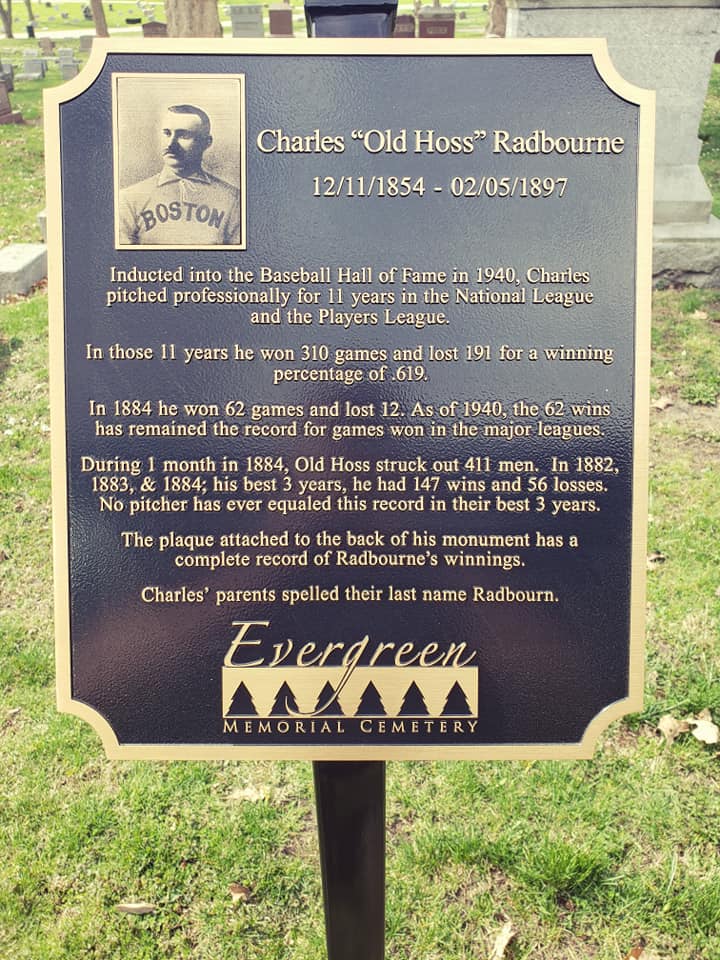 BOSTON
Charles “Old Hoss” Radbourne
12/11/1854 - 02/05/1897
Inducted into the Baseball Hall of Fame in 1940, Charles
pitched professionally for 11 years in the National League
and the Players League.
In those 11 years he won 310 games and lost 191 for a winning
percentage of .619.
In 1884 he won 62 games and lost 12. As of 1940, the 62 wins
has remained the record for games won in the major leagues.
During 1 month in 1884, Old Hoss struck out 411 men. In 1882,
1883, & 1884; his best 3 years, he had 147 wins and 56 losses.
No pitcher has ever equaled this record in their best 3 years.
The plaque attached to the back of his monument has a
complete record of Radbourne’s winnings.
Charles’ parents spelled their last name Radbourn.
Evergreen
MEMORIAL CEMETERY